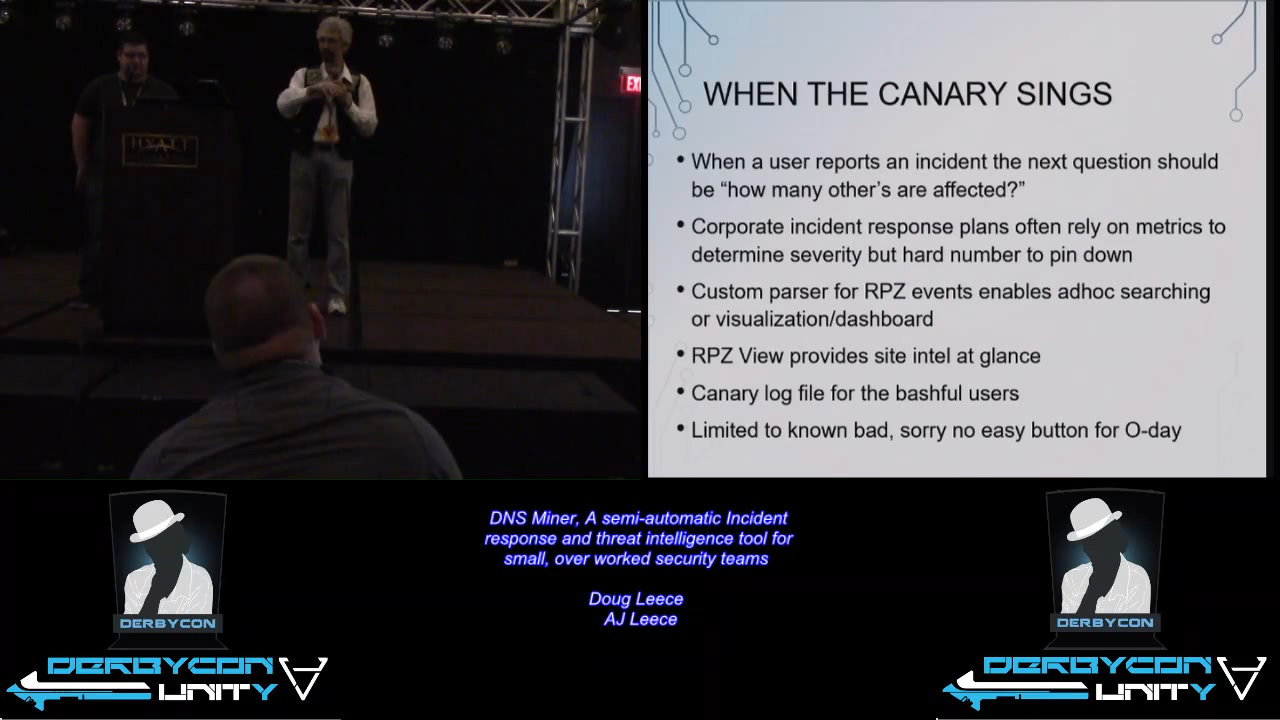 HYATT
EXI
WHEN THE CANARY SINGS
• When a user reports an incident the next question should
be “how many other’s are affected?”
• Corporate incident response plans often rely on metrics to
determine severity but hard number to pin down
• Custom parser for RPZ events enables adhoc searching
or visualization/dashboard
• RPZ View provides site intel at glance
• Canary log file for the bashful users
• Limited to known bad, sorry no easy button for O-day
DERBYCON
DERBYCON
UNITY
DNS Miner, A semi-automatic Incident
response and threat intelligence tool for
small, over worked security teams
Doug Leece
AJ Leece
DERBYCON
DERBYCON
UNITY